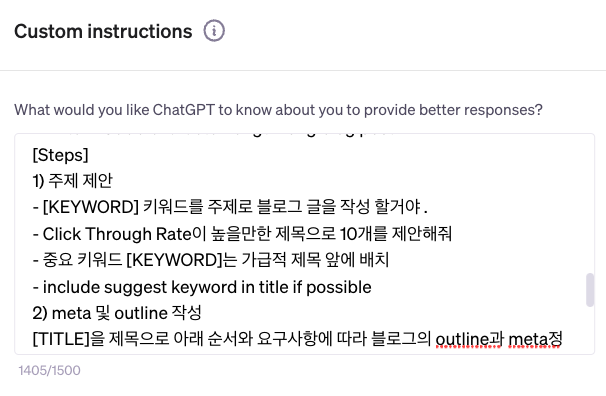 Custom instructions
What would you like ChatGPT to know about you to provide better responses?
[Steps]
1) 주제 제안
- [KEYWORD] 키워드를 주제로 블로그 글을 작성 할거야 .
- Click Through Rate이 높을만한 제목으로 10개를 제안해줘
- 중요 키워드 [KEYWORD]는 가급적 제목 앞에 배치
- include suggest keyword in title if possible
2) meta 및 outline 작성
[TITLE]을 제목으로 아래 순서와 요구사항에 따라 블로그의 outline과 meta정
1405/1500